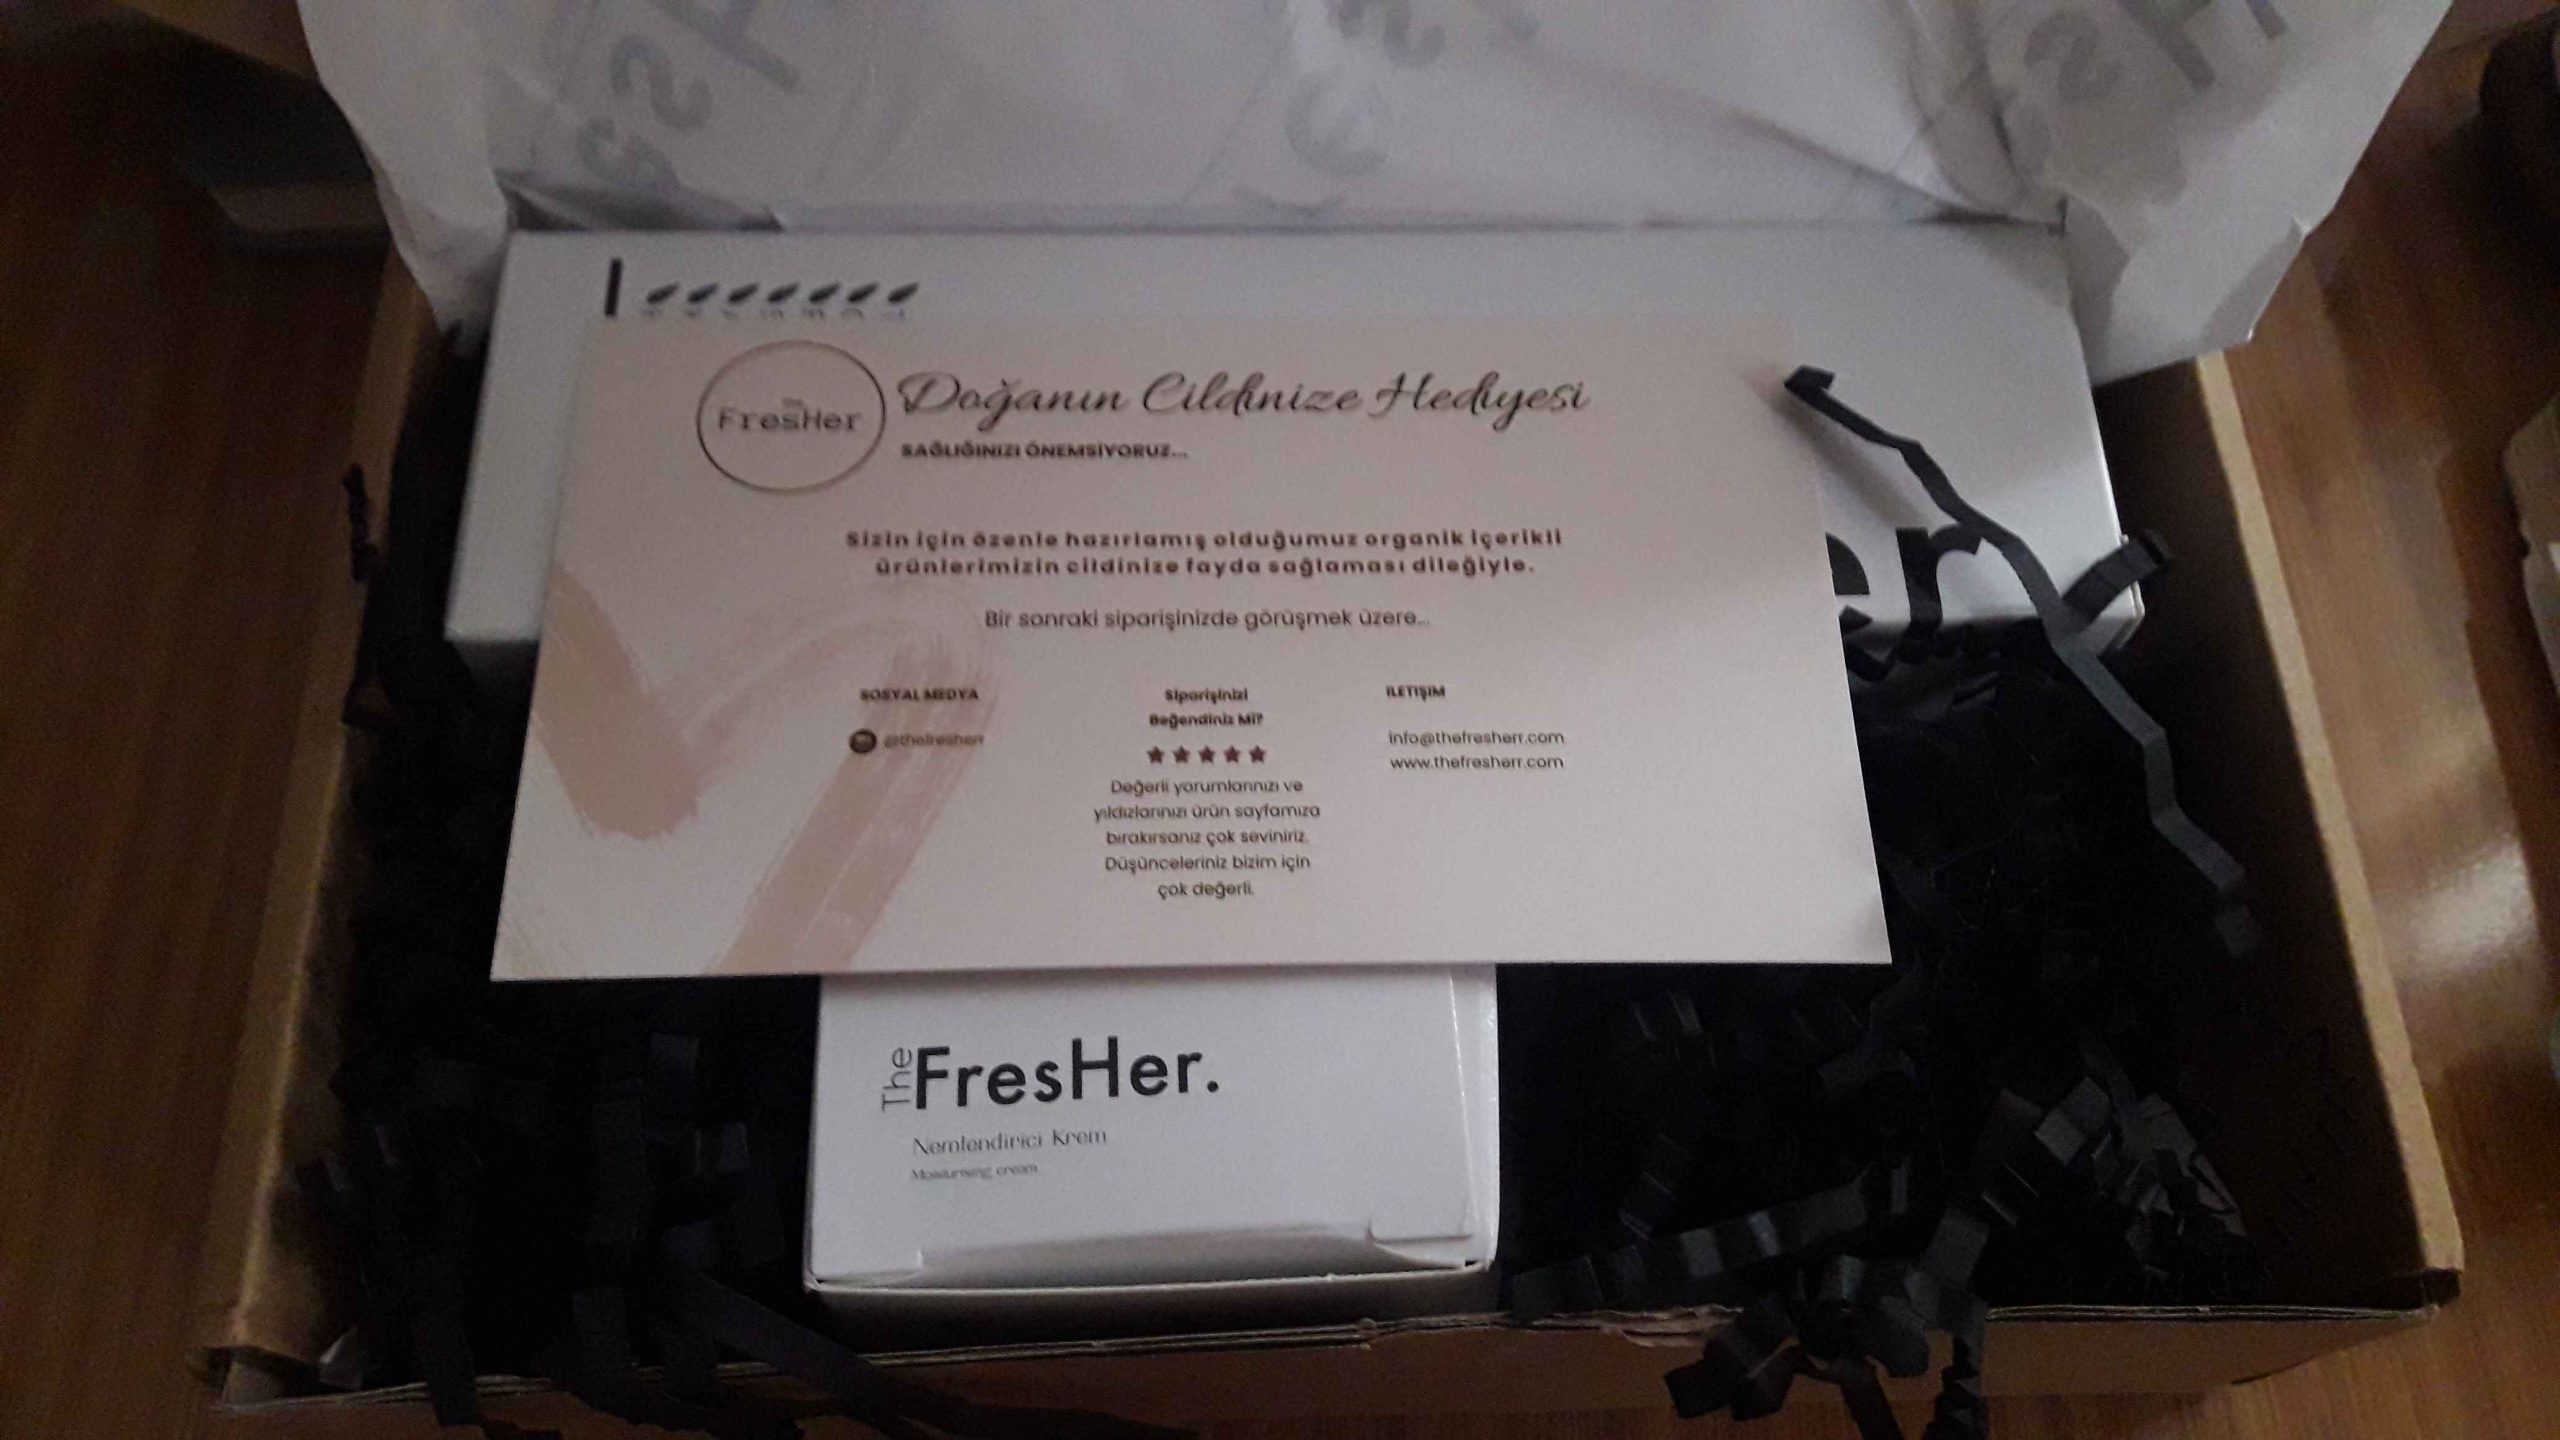 The
FresHer
Doğanın Cildinize Hediyesi
SAĞLIĞINIZI ÖNEMSİYORUZ...
Sizin için özenle hazırlamış olduğumuz organik içerikli
ürünlerimizin cildinize fayda sağlaması dileğiyle.
Bir sonraki siparişinizde görüşmek üzere...
SOSYAL MEDYA
@thefresherr
Siparişinizi
Beğendiniz Mi?
Değerli yorumlarınızı ve
yıldızlarınızı ürün sayfamıza
bırakırsanız çok seviniriz.
Düşünceleriniz bizim için
çok değerli.
İLETİŞİM
info@thefresherr.com
www.thefresherr.com
er
The FresHer.
Nemlendirici Krem
Moisturising cream